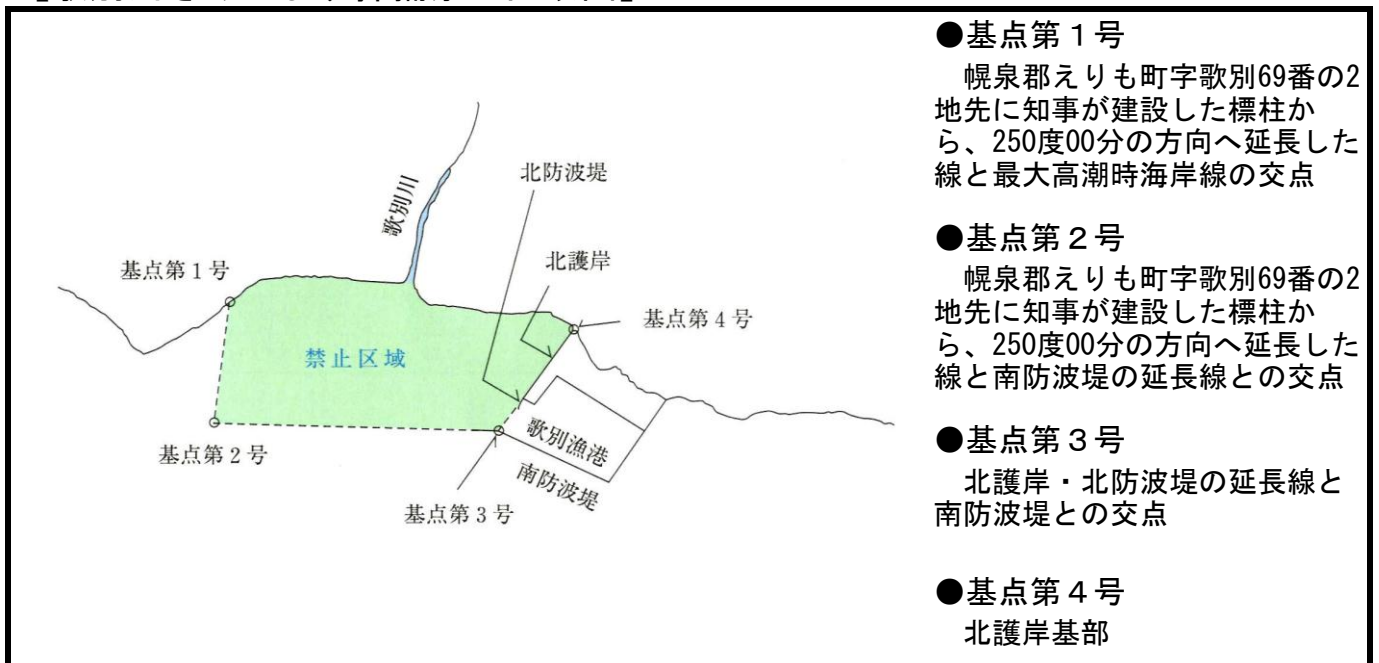 北防波堤
歌別川
北護岸
基点第1号
基点第4号
禁止区域
歌別漁港
基点第2号
南防波堤
基点第3号
●基点第１号
幌泉郡えりも町字歌別69番の2
地先に知事が建設した標柱か
ら、250度00分の方向へ延長した
線と最大高潮時海岸線の交点
●基点第２号
幌泉郡えりも町字歌別69番の2
地先に知事が建設した標柱か
ら、250度00分の方向へ延長した
線と南防波堤の延長線との交点
●基点第３号
北護岸・北防波堤の延長線と
南防波堤との交点
●基点第４号
北護岸基部